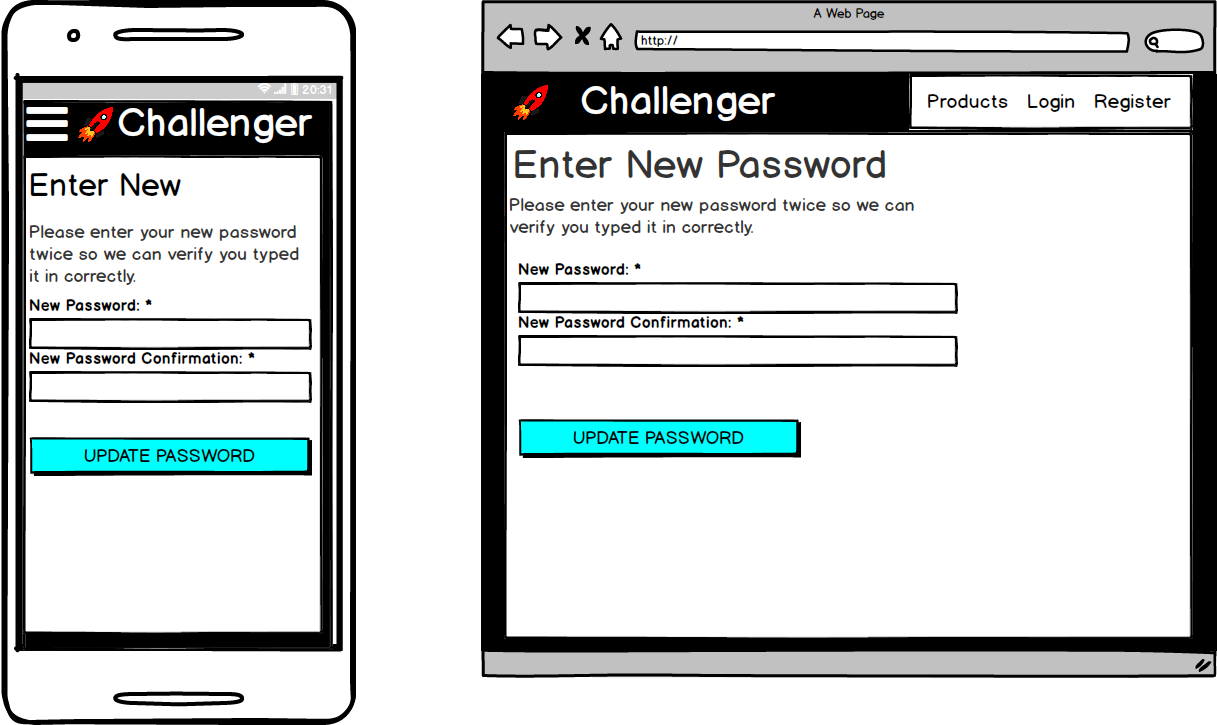 20:31
Challenger
Enter New
Please enter your new password
twice so we can verify you typed
it in correctly.
New Password: *
New Password Confirmation: *
UPDATE PASSWORD
A Web Page
http://
Challenger
Products Login Register
Enter New Password
Please enter your new password twice so we can
verify you typed it in correctly.
New Password: *
New Password Confirmation: *
UPDATE PASSWORD